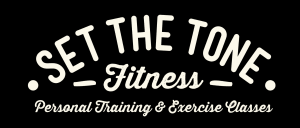 SET THE TONE
Fitness
Personal Training & Exercise Classes